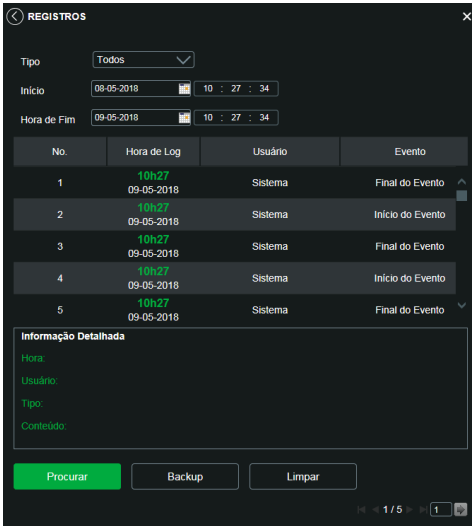 REGISTROS
Tipo Todos
Início 08-05-2018 10 : 27 : 34
Hora de Fim 09-05-2018 10 : 27 : 34
No. Hora de Log Usuário Evento
1 10h27 09-05-2018 Sistema Final do Evento
2 10h27 09-05-2018 Sistema Início do Evento
3 10h27 09-05-2018 Sistema Final do Evento
4 10h27 09-05-2018 Sistema Início do Evento
5 10h27 09-05-2018 Sistema Final do Evento
Informação Detalhada
Hora:
Usuário:
Tipo:
Conteúdo:
Procurar Backup Limpar
1 / 5 1